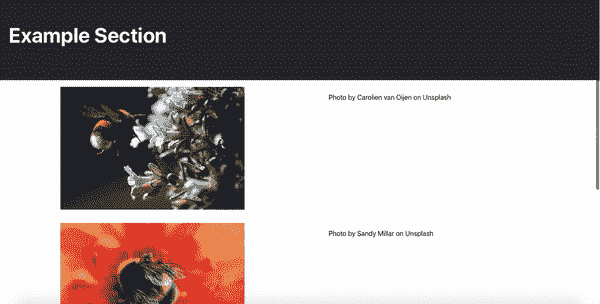 Example Section
Photo by Carolien van Oijen on Unsplash
Photo by Sandy Millar on Unsplash